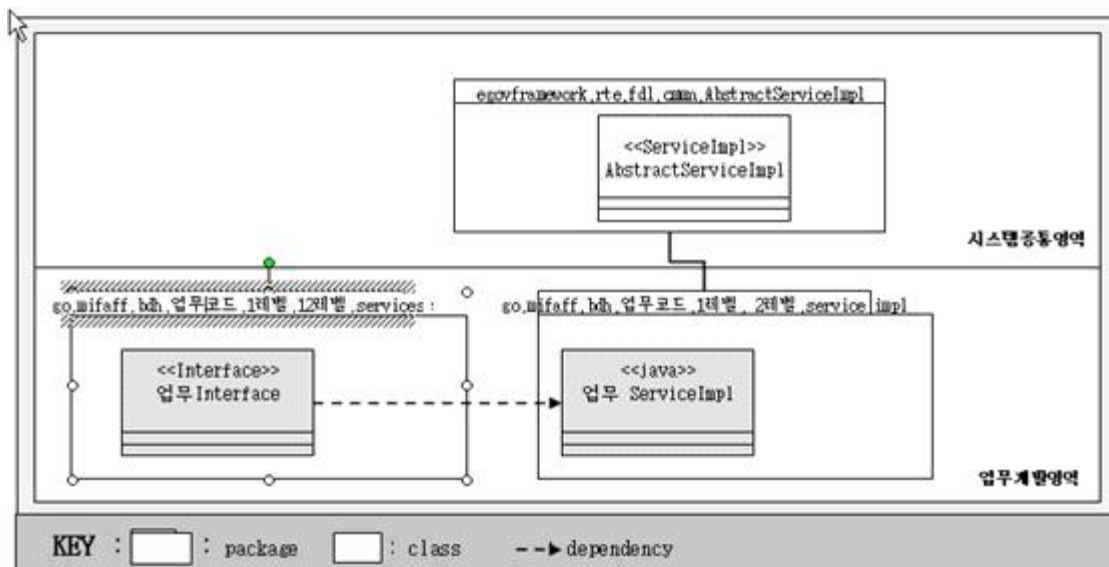 egovframework.rte.fdl.cmm.AbstractServiceImpl
<<ServiceImpl>>
AbstractServiceImpl
시스템공통영역
go.mifaff.bdh.업무코드.1레벨.12레벨.services
go.mifaff.bdh.업무코드.1레벨. 2레벨.service impl
<<Interface>>
업무Interface
<<java>>
업무 ServiceImpl
업무개발영역
KEY : : package : class dependency